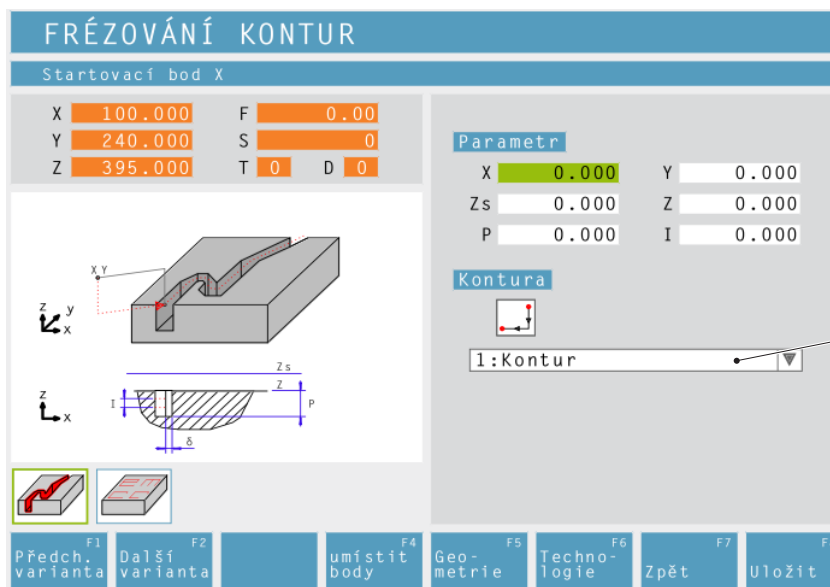 FRÉZOVÁNÍ KONTUR
Startovací bod X
X 100.000 F 0.00
Y 240.000 S 0
Z 395.000 T 0 D 0
Parametr
X 0.000 Y 0.000
Zs 0.000 Z 0.000
P 0.000 I 0.000
Kontura
1:Kontur
X Y
z y
x
Zs
Z
z
x
I
P
δ
F1 F2 F4 F5 F6 F7 F
Předch. Další umístit Geo- Techno-
varianta varianta body metrie logie Zpět Uložit